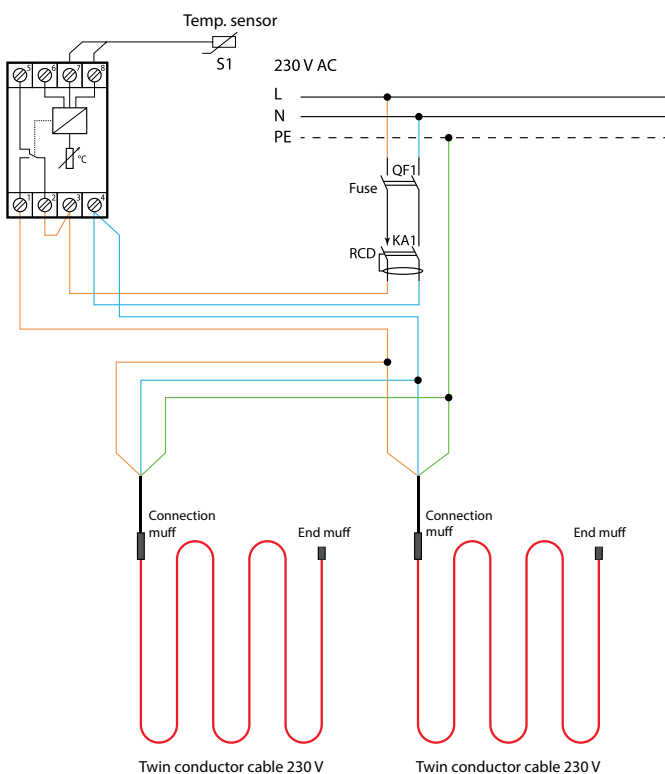 Temp. sensor
S1
5 6 7 8
°C
1 2 3 4
230 V AC
L
N
PE
QF1
Fuse
KA1
RCD
Connection
muff
End muff
Connection
muff
End muff
Twin conductor cable 230 V
Twin conductor cable 230 V